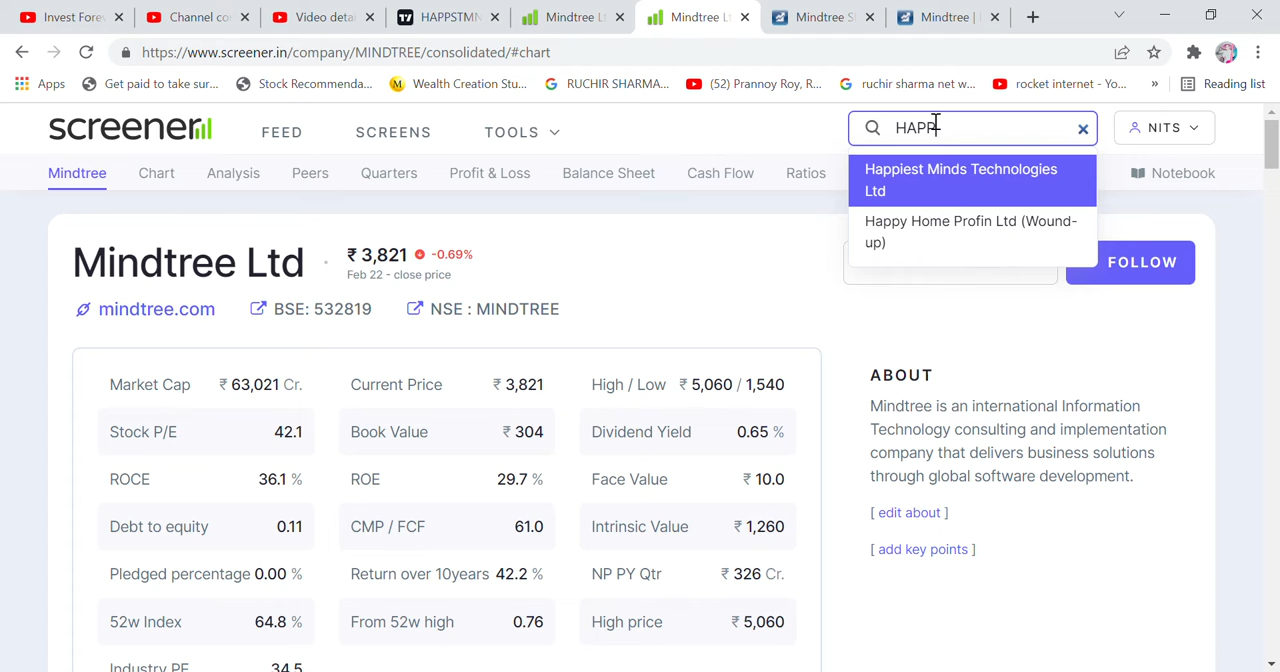 Invest Forev
Channel co
Video detai
HAPPSTMN
Mindtree Lt
Mindtree Lt
Mindtree S
Mindtree |
https://www.screener.in/company/MINDTREE/consolidated/#chart
Apps
Get paid to take sur...
Stock Recommenda...
Wealth Creation Stu...
RUCHIR SHARMA...
(52) Prannoy Roy, R...
ruchir sharma net w...
rocket internet - Yo...
»
Reading list
screener
FEED
SCREENS
TOOLS
HAPP
NITS
Mindtree
Chart
Analysis
Peers
Quarters
Profit & Loss
Balance Sheet
Cash Flow
Ratios
Notebook
Happiest Minds Technologies
Ltd
Happy Home Profin Ltd (Wound-
up)
Mindtree Ltd
₹ 3,821 -0.69%
Feb 22 - close price
FOLLOW
mindtree.com
BSE: 532819
NSE : MINDTREE
Market Cap ₹ 63,021 Cr.
Current Price ₹ 3,821
High / Low ₹ 5,060 / 1,540
Stock P/E 42.1
Book Value ₹ 304
Dividend Yield 0.65 %
ROCE 36.1 %
ROE 29.7 %
Face Value ₹ 10.0
Debt to equity 0.11
CMP / FCF 61.0
Intrinsic Value ₹ 1,260
Pledged percentage 0.00 %
Return over 10years 42.2 %
NP PY Qtr ₹ 326 Cr.
52w Index 64.8 %
From 52w high 0.76
High price ₹ 5,060
Industry PE 34.5
ABOUT
Mindtree is an international Information
Technology consulting and implementation
company that delivers business solutions
through global software development.
[ edit about ]
[ add key points ]